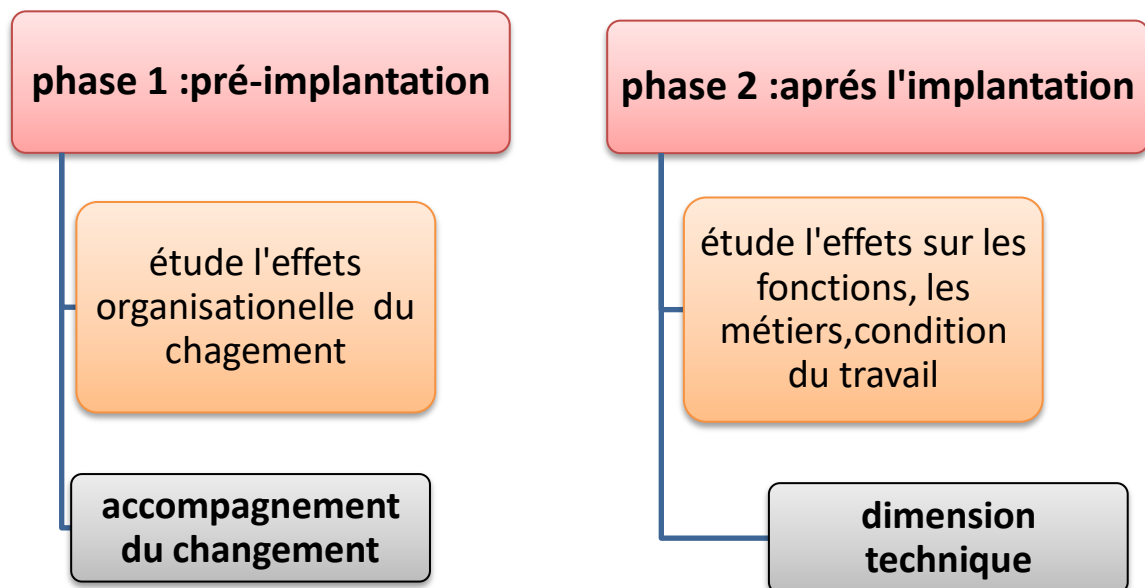 phase 1 :pré-implantation
étude l'effets
organisationelle du
chagement
accompagnement
du changement
phase 2 :aprés l'implantation
étude l'effets sur les
fonctions, les
métiers,condition
du travail
dimension
technique